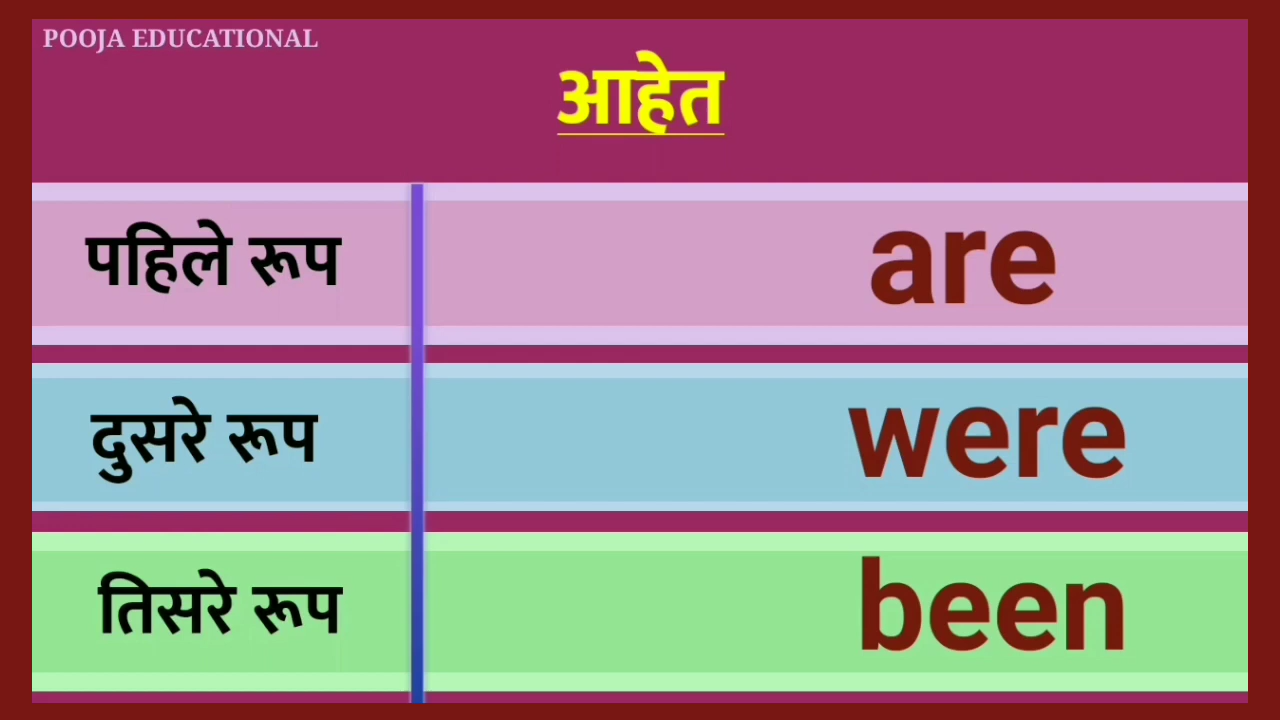 POOJA EDUCATIONAL
आहेत
पहिले रूप
are
दुसरे रूप
were
तिसरे रूप
been